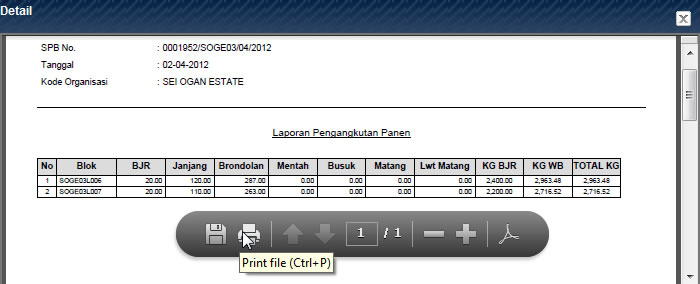 Detail
SPB No. : 0001952/SOGE03/04/2012
Tanggal : 02-04-2012
Kode Organisasi : SEI OGAN ESTATE
Laporan Pengangkutan Panen
No Blok BJR Janjang Brondolan Mentah Busuk Matang Lwt Matang KG BJR KG WB TOTAL KG
1 SOGE03L006 20.00 120.00 287.00 0.00 0.00 0.00 0.00 2,400.00 2,963.48 2,963.48
2 SOGE03L007 20.00 110.00 263.00 0.00 0.00 0.00 0.00 2,200.00 2,716.52 2,716.52
1 / 1
Print file (Ctrl+P)